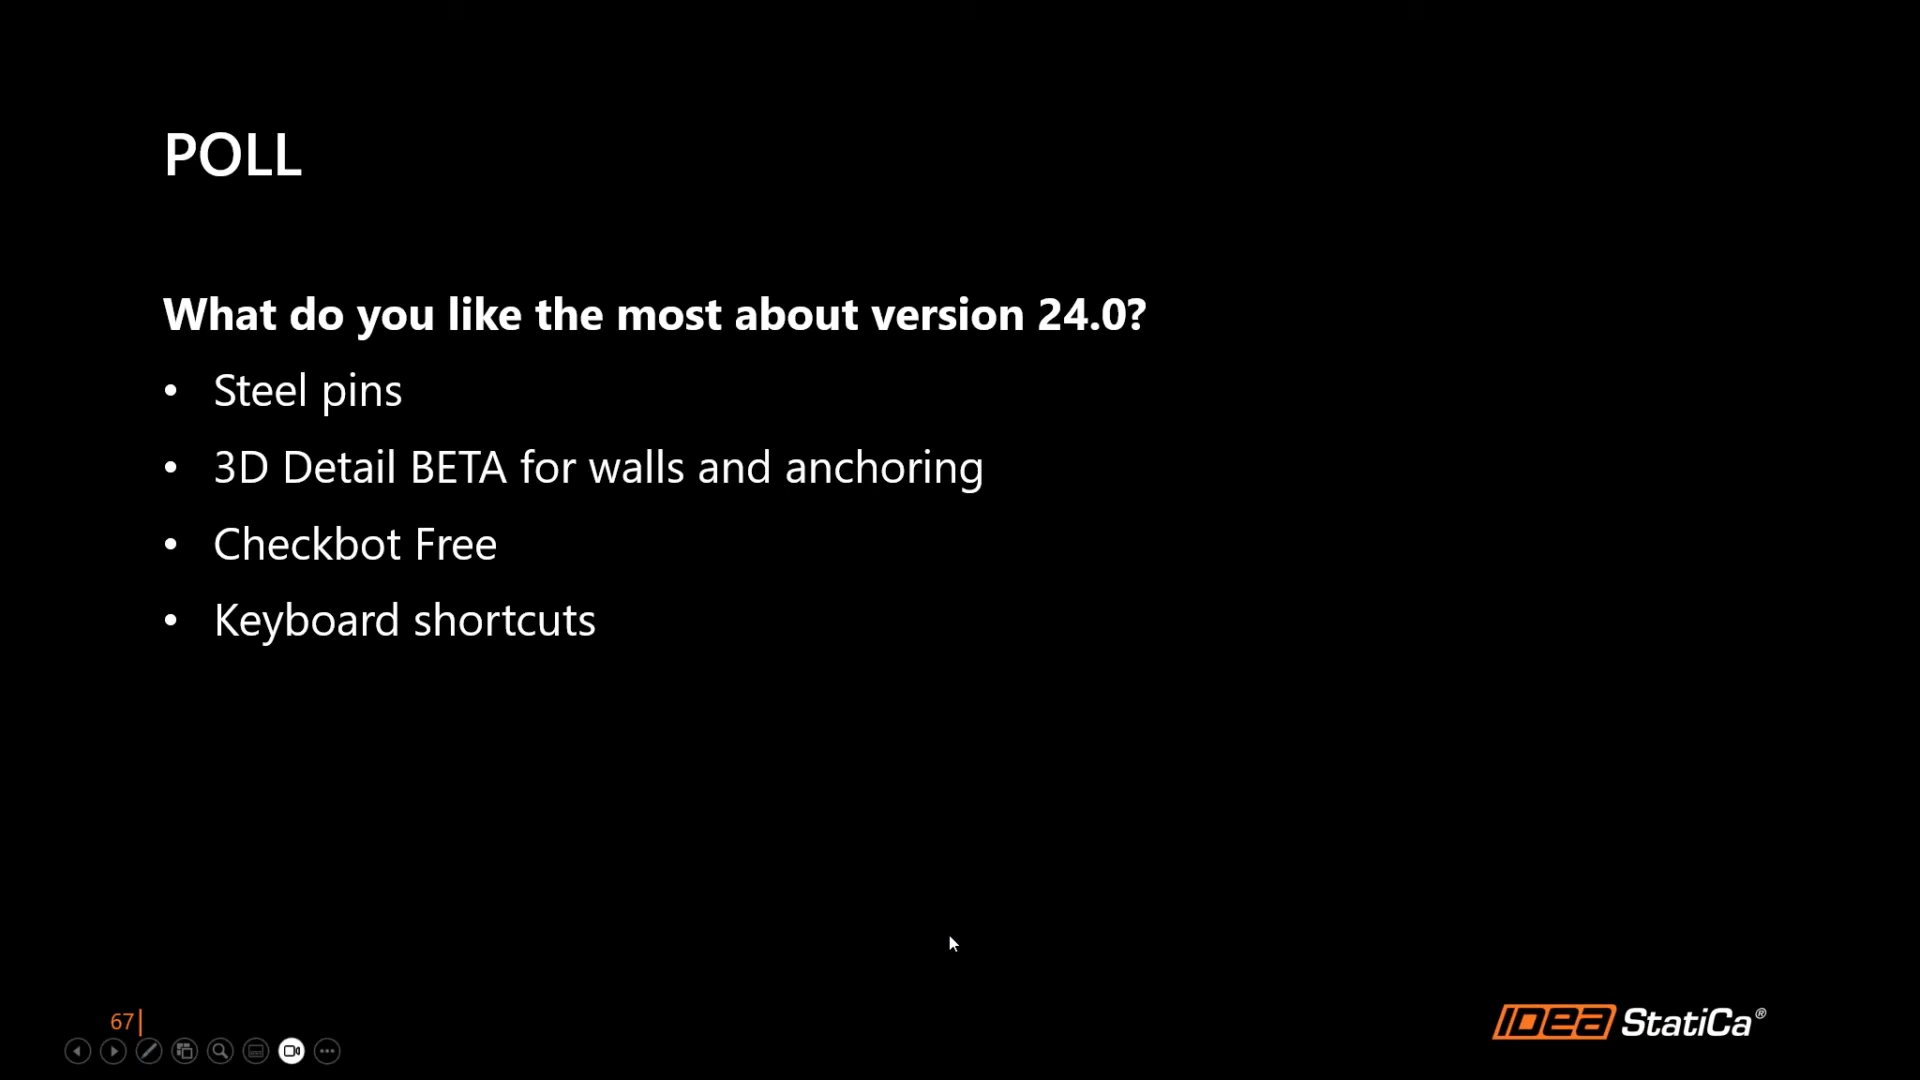 POLL
What do you like the most about version 24.0?
• Steel pins
• 3D Detail BETA for walls and anchoring
• Checkbot Free
• Keyboard shortcuts
67|
IDEA StatiCa®